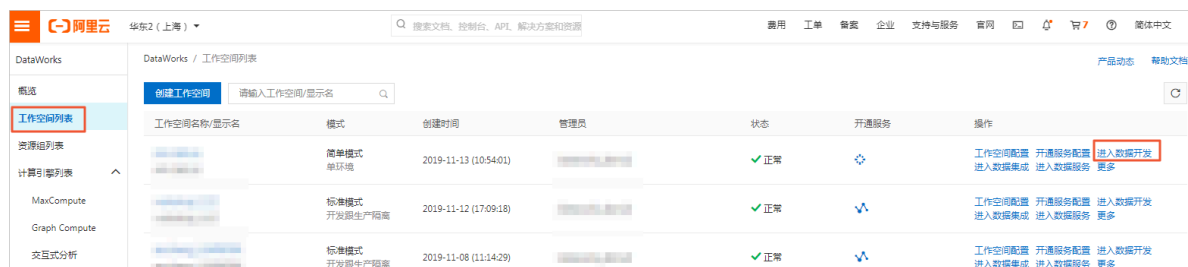 阿里云 华东2（上海） 搜索文档、控制台、API、解决方案和资源 费用 工单 备案 企业 支持与服务 官网 7 简体中文
DataWorks DataWorks / 工作空间列表 产品动态 帮助文档
概览 创建工作空间 请输入工作空间/显示名
工作空间列表 工作空间名称/显示名 模式 创建时间 管理员 状态 开通服务 操作
资源组列表 简单模式 2019-11-13 (10:54:01) 正常 工作空间配置 开通服务配置 进入数据开发
计算引擎列表 单环境 进入数据集成 进入数据服务 更多
MaxCompute 标准模式 2019-11-12 (17:09:18) 正常 工作空间配置 开通服务配置 进入数据开发
Graph Compute 开发跟生产隔离 进入数据集成 进入数据服务 更多
交互式分析 标准模式 2019-11-08 (11:14:29) 正常 工作空间配置 开通服务配置 进入数据开发
开发跟生产隔离 进入数据集成 进入数据服务 更多